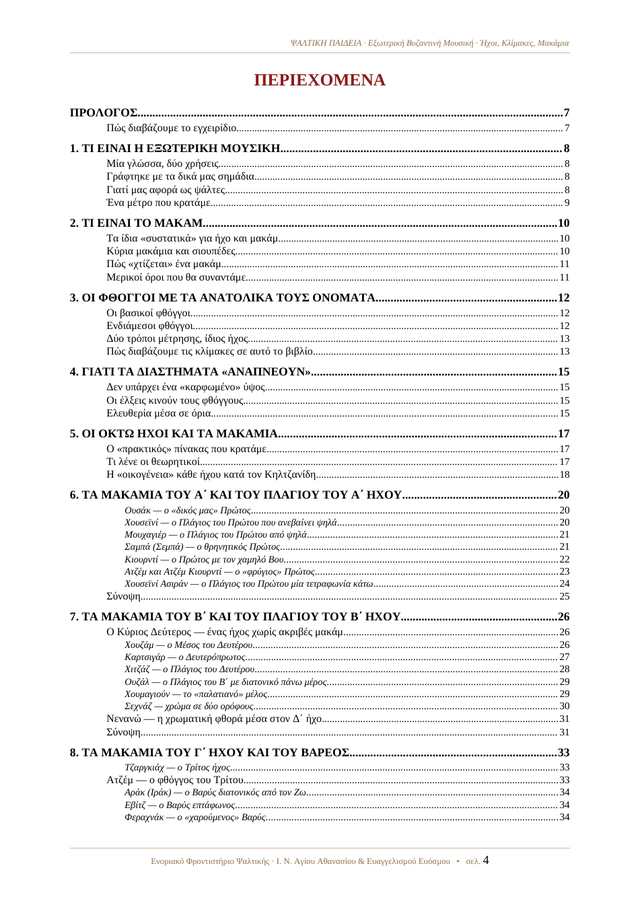 ΨΑΛΤΙΚΗ ΠΑΙΔΕΙΑ · Εξωτερική Βυζαντινή Μουσική · Ήχοι, Κλίμακες, Μακάμια
ΠΕΡΙΕΧΟΜΕΝΑ
ΠΡΟΛΟΓΟΣ 7
Πώς διαβάζουμε το εγχειρίδιο 7
1. ΤΙ ΕΙΝΑΙ Η ΕΞΩΤΕΡΙΚΗ ΜΟΥΣΙΚΗ 8
Μία γλώσσα, δύο χρήσεις 8
Γράφτηκε με τα δικά μας σημάδια 8
Γιατί μας αφορά ως ψάλτες 8
Ένα μέτρο που κρατάμε 9
2. ΤΙ ΕΙΝΑΙ ΤΟ ΜΑΚΑΜ 10
Τα ίδια «συστατικά» για ήχο και μακάμ 10
Κύρια μακάμια και σιουπέδες 10
Πώς «χτίζεται» ένα μακάμ 11
Μερικοί όροι που θα συναντάμε 11
3. ΟΙ ΦΘΟΓΓΟΙ ΜΕ ΤΑ ΑΝΑΤΟΛΙΚΑ ΤΟΥΣ ΟΝΟΜΑΤΑ 12
Οι βασικοί φθόγγοι 12
Ενδιάμεσοι φθόγγοι 12
Δύο τρόποι μέτρησης, ίδιος ήχος 13
Πώς διαβάζουμε τις κλίμακες σε αυτό το βιβλίο 13
4. ΓΙΑΤΙ ΤΑ ΔΙΑΣΤΗΜΑΤΑ «ΑΝΑΠΝΕΟΥΝ» 15
Δεν υπάρχει ένα «καρφωμένο» ύψος 15
Οι έλξεις κινούν τους φθόγγους 15
Ελευθερία μέσα σε όρια 15
5. ΟΙ ΟΚΤΩ ΗΧΟΙ ΚΑΙ ΤΑ ΜΑΚΑΜΙΑ 17
Ο «πρακτικός» πίνακας που κρατάμε 17
Τι λένε οι θεωρητικοί 17
Η «οικογένεια» κάθε ήχου κατά τον Κηλτζανίδη 18
6. ΤΑ ΜΑΚΑΜΙΑ ΤΟΥ Α΄ ΚΑΙ ΤΟΥ ΠΛΑΓΙΟΥ ΤΟΥ Α΄ ΗΧΟΥ 20
Ουσάκ — ο «δικός μας» Πρώτος 20
Χουσεϊνί — ο Πλάγιος του Πρώτου που ανεβαίνει ψηλά 20
Μουχαγιέρ — ο Πλάγιος του Πρώτου από ψηλά 21
Σαμπά (Σεμπά) — ο θρηνητικός Πρώτος 21
Κιουρντί — ο Πρώτος με τον χαμηλό Βου 22
Ατζέμ και Ατζέμ Κιουρντί — ο «φρύγιος» Πρώτος 23
Χουσεϊνί Ασιράν — ο Πλάγιος του Πρώτου μία τετραφωνία κάτω 24
Σύνοψη 25
7. ΤΑ ΜΑΚΑΜΙΑ ΤΟΥ Β΄ ΚΑΙ ΤΟΥ ΠΛΑΓΙΟΥ ΤΟΥ Β΄ ΗΧΟΥ 26
Ο Κύριος Δεύτερος — ένας ήχος χωρίς ακριβές μακάμ 26
Χουζάμ — ο Μέσος του Δευτέρου 26
Καρτσιγάρ — ο Δευτερόπρωτος 27
Χιτζάζ — ο Πλάγιος του Δευτέρου 28
Ουζάλ — ο Πλάγιος του Β΄ με διατονικό πάνω μέρος 29
Χουμαγιούν — το «παλατιανό» μέλος 29
Σεχνάζ — χρώμα σε δύο ορόφους 30
Νενανώ — η χρωματική φθορά μέσα στον Δ΄ ήχο 31
Σύνοψη 31
8. ΤΑ ΜΑΚΑΜΙΑ ΤΟΥ Γ΄ ΗΧΟΥ ΚΑΙ ΤΟΥ ΒΑΡΕΟΣ 33
Τζαργκιάχ — ο Τρίτος ήχος 33
Ατζέμ — ο φθόγγος του Τρίτου 33
Αράκ (Ιράκ) — ο Βαρύς διατονικός από τον Ζω 34
Εβίτζ — ο Βαρύς επτάφωνος 34
Φεραχνάκ — ο «χαρούμενος» Βαρύς 34
Ενοριακό Φροντιστήριο Ψαλτικής · Ι. Ν. Αγίου Αθανασίου & Ευαγγελισμού Ευόσμου • σελ. 4